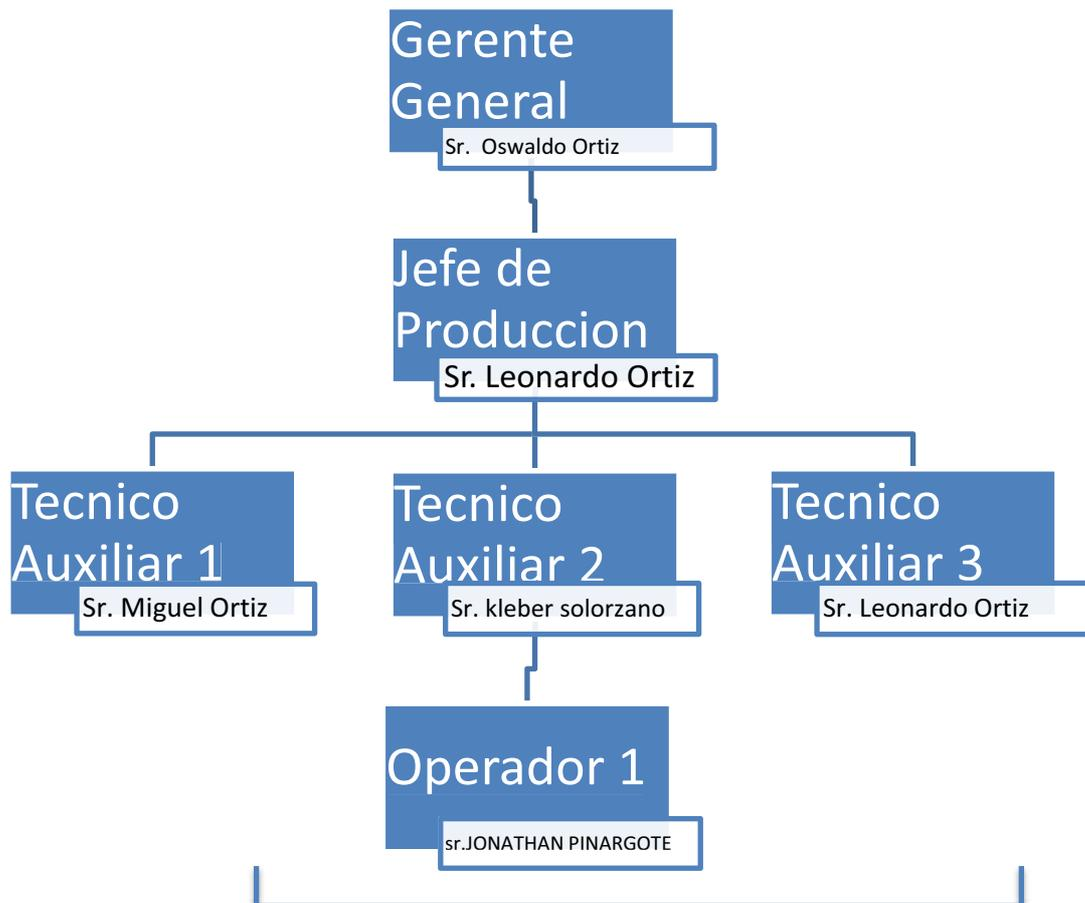 Gerente
General
Sr.  Oswaldo Ortiz
Jefe de
Produccion
Sr. Leonardo Ortiz
Tecnico
Auxiliar 1
Sr. Miguel Ortiz
Tecnico
Auxiliar 2
Sr. kleber solorzano
Tecnico
Auxiliar 3
Sr. Leonardo Ortiz
Operador 1
sr.JONATHAN PINARGOTE